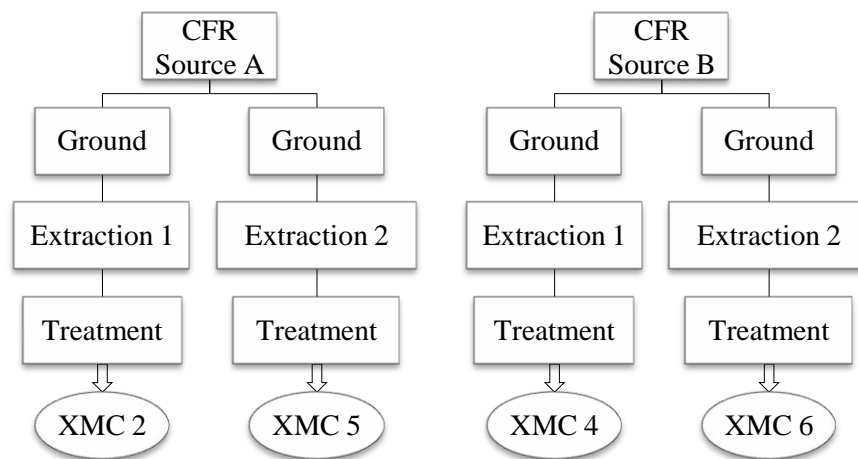 CFR
Source A
CFR
Source B
Ground
Ground
Ground
Ground
Extraction 1
Extraction 2
Extraction 1
Extraction 2
Treatment
Treatment
Treatment
Treatment
XMC 2
XMC 5
XMC 4
XMC 6